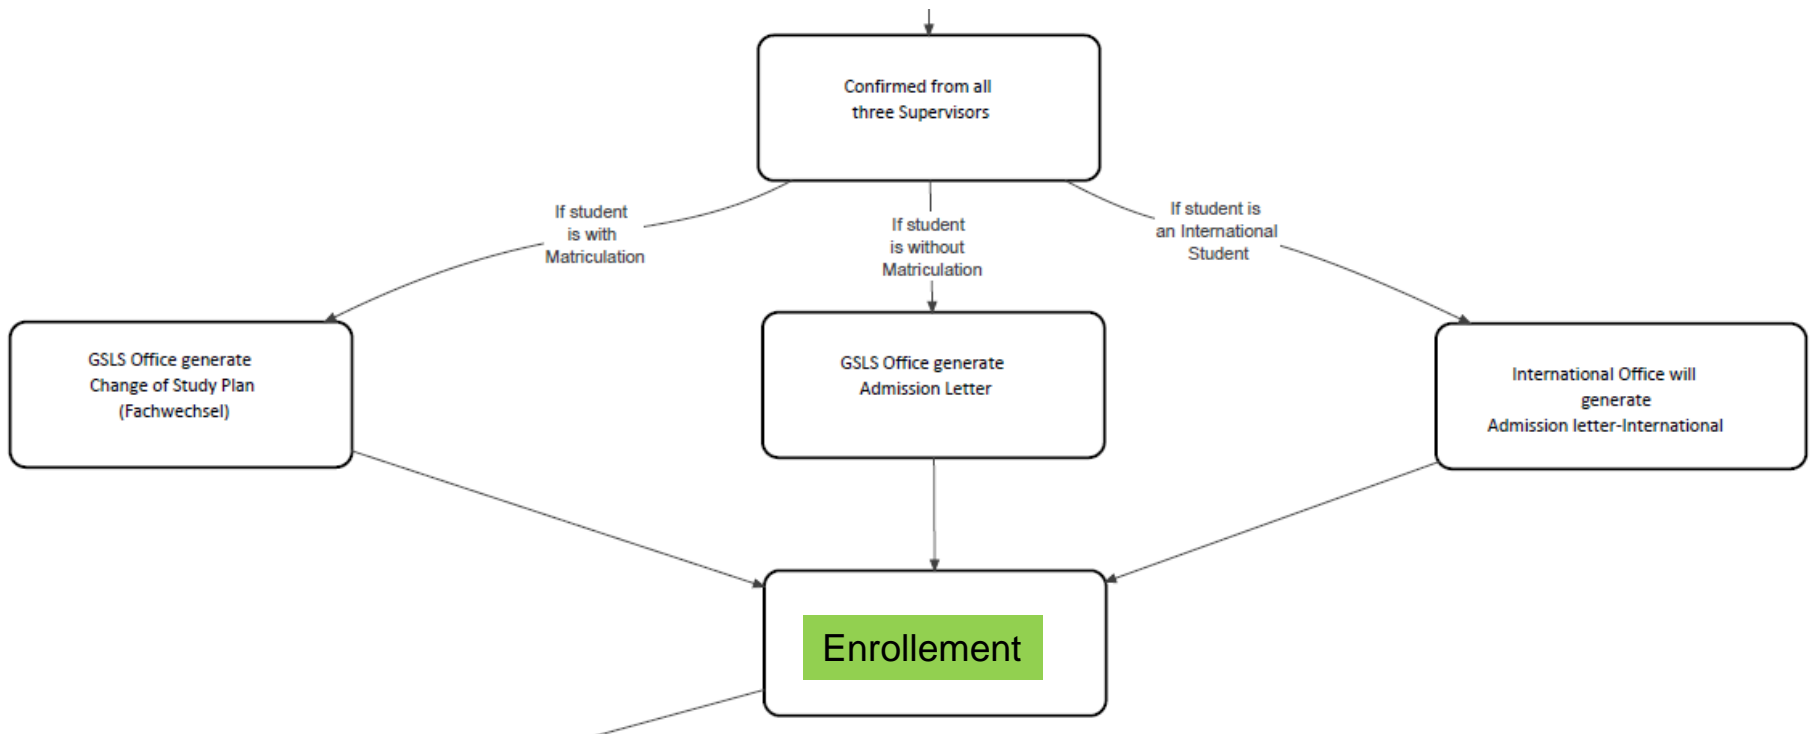 Confirmed from all
three Supervisors
If student
is with
Matriculation
If student
is without
Matriculation
If student is
an International
Student
GSLS Office generate
Change of Study Plan
(Fachwechsel)
GSLS Office generate
Admission Letter
International Office will
generate
Admission letter-International
Enrollement